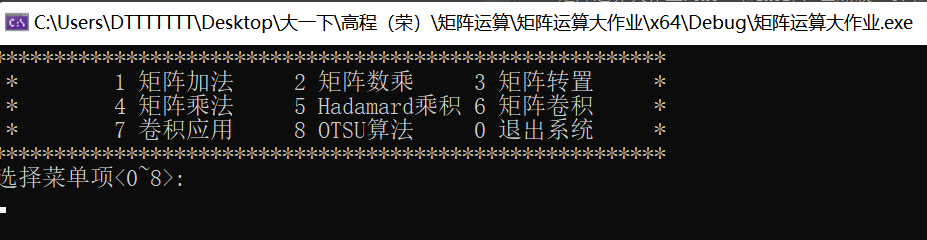 C:\Users\DTTTTTTT\Desktop\大一下\高程（荣）\矩阵运算\矩阵运算大作业\x64\Debug\矩阵运算大作业.exe
*******************************************************
* 1 矩阵加法 2 矩阵数乘 3 矩阵转置 *
* 4 矩阵乘法 5 Hadamard乘积 6 矩阵卷积 *
* 7 卷积应用 8 OTSU算法 0 退出系统 *
*******************************************************
选择菜单项<0~8>: